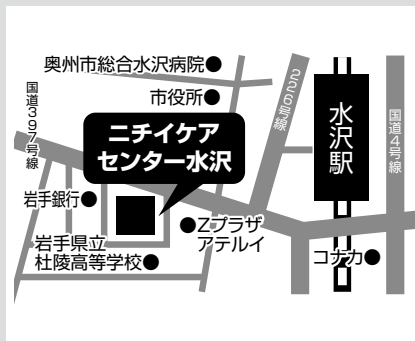 奥州市総合水沢病院●
市役所●
国道397号線
226号線
水沢駅
国道4号線
ニチイケア
センター水沢
岩手銀行●
●Zプラザ
アテルイ
岩手県立
杜陵高等学校●
コナカ●